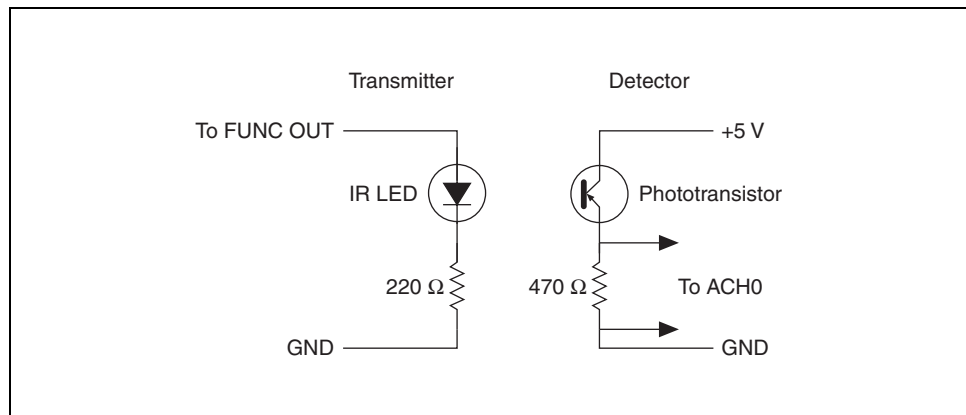 Transmitter
Detector
To FUNC OUT
+5 V
IR LED
Phototransistor
220 Ω
470 Ω
To ACH0
GND
GND